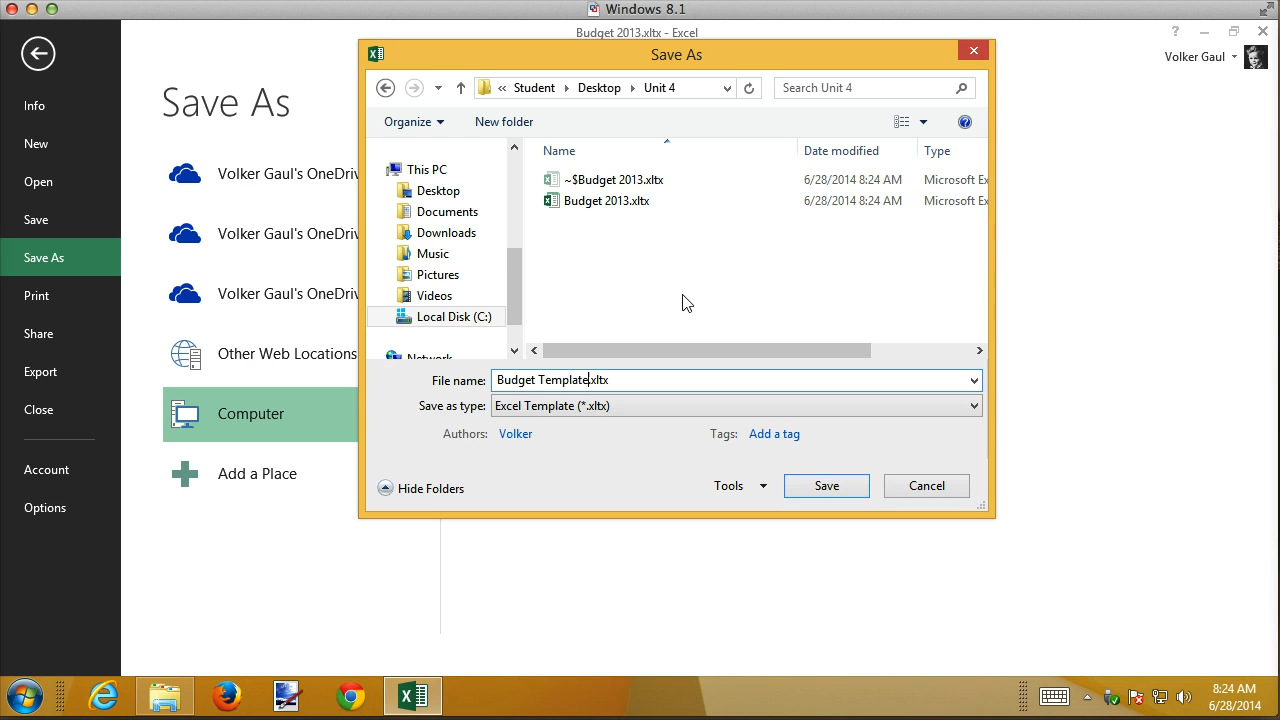 Windows 8.1
Budget 2013.xltx - Excel
?
Volker Gaul
Info
New
Open
Save
Save As
Print
Share
Export
Close
Account
Options
Save As
Volker Gaul's OneDriv
Volker Gaul's OneDriv
Volker Gaul's OneDriv
Other Web Locations
Computer
Add a Place
Save As
« Student Desktop Unit 4
Search Unit 4
Organize New folder
?
This PC
Desktop
Documents
Downloads
Music
Pictures
Videos
Local Disk (C:)
Network
Name Date modified Type
~$Budget 2013.xltx 6/28/2014 8:24 AM Microsoft Ex
Budget 2013.xltx 6/28/2014 8:24 AM Microsoft Ex
File name: Budget Template.xltx
Save as type: Excel Template (*.xltx)
Authors: Volker Tags: Add a tag
Hide Folders Tools Save Cancel
8:24 AM
6/28/2014